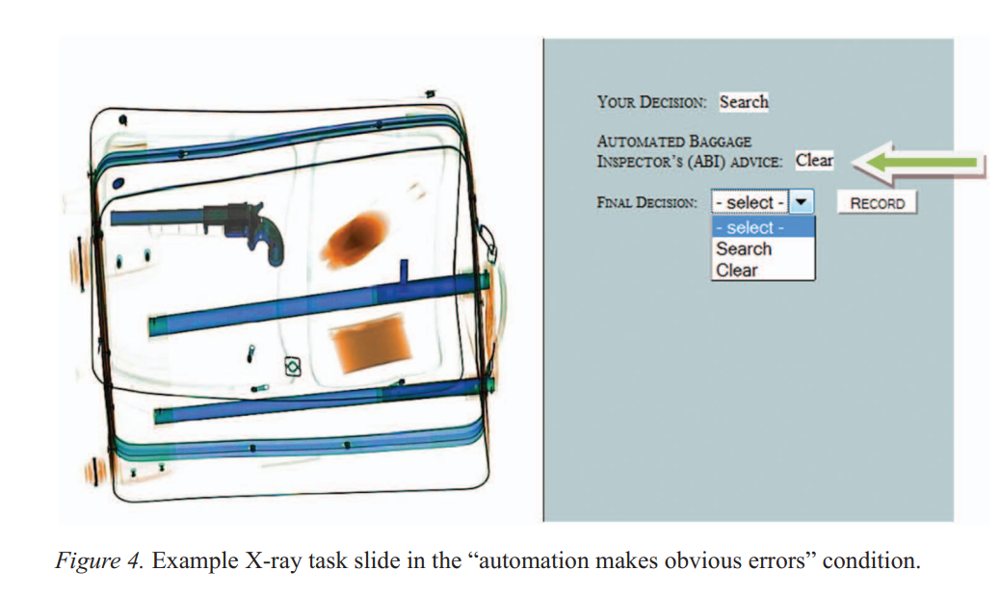 YOUR DECISION: Search
AUTOMATED BAGGAGE
INSPECTOR'S (ABI) ADVICE: Clear
FINAL DECISION: - select - RECORD
- select -
Search
Clear
Figure 4. Example X-ray task slide in the “automation makes obvious errors” condition.